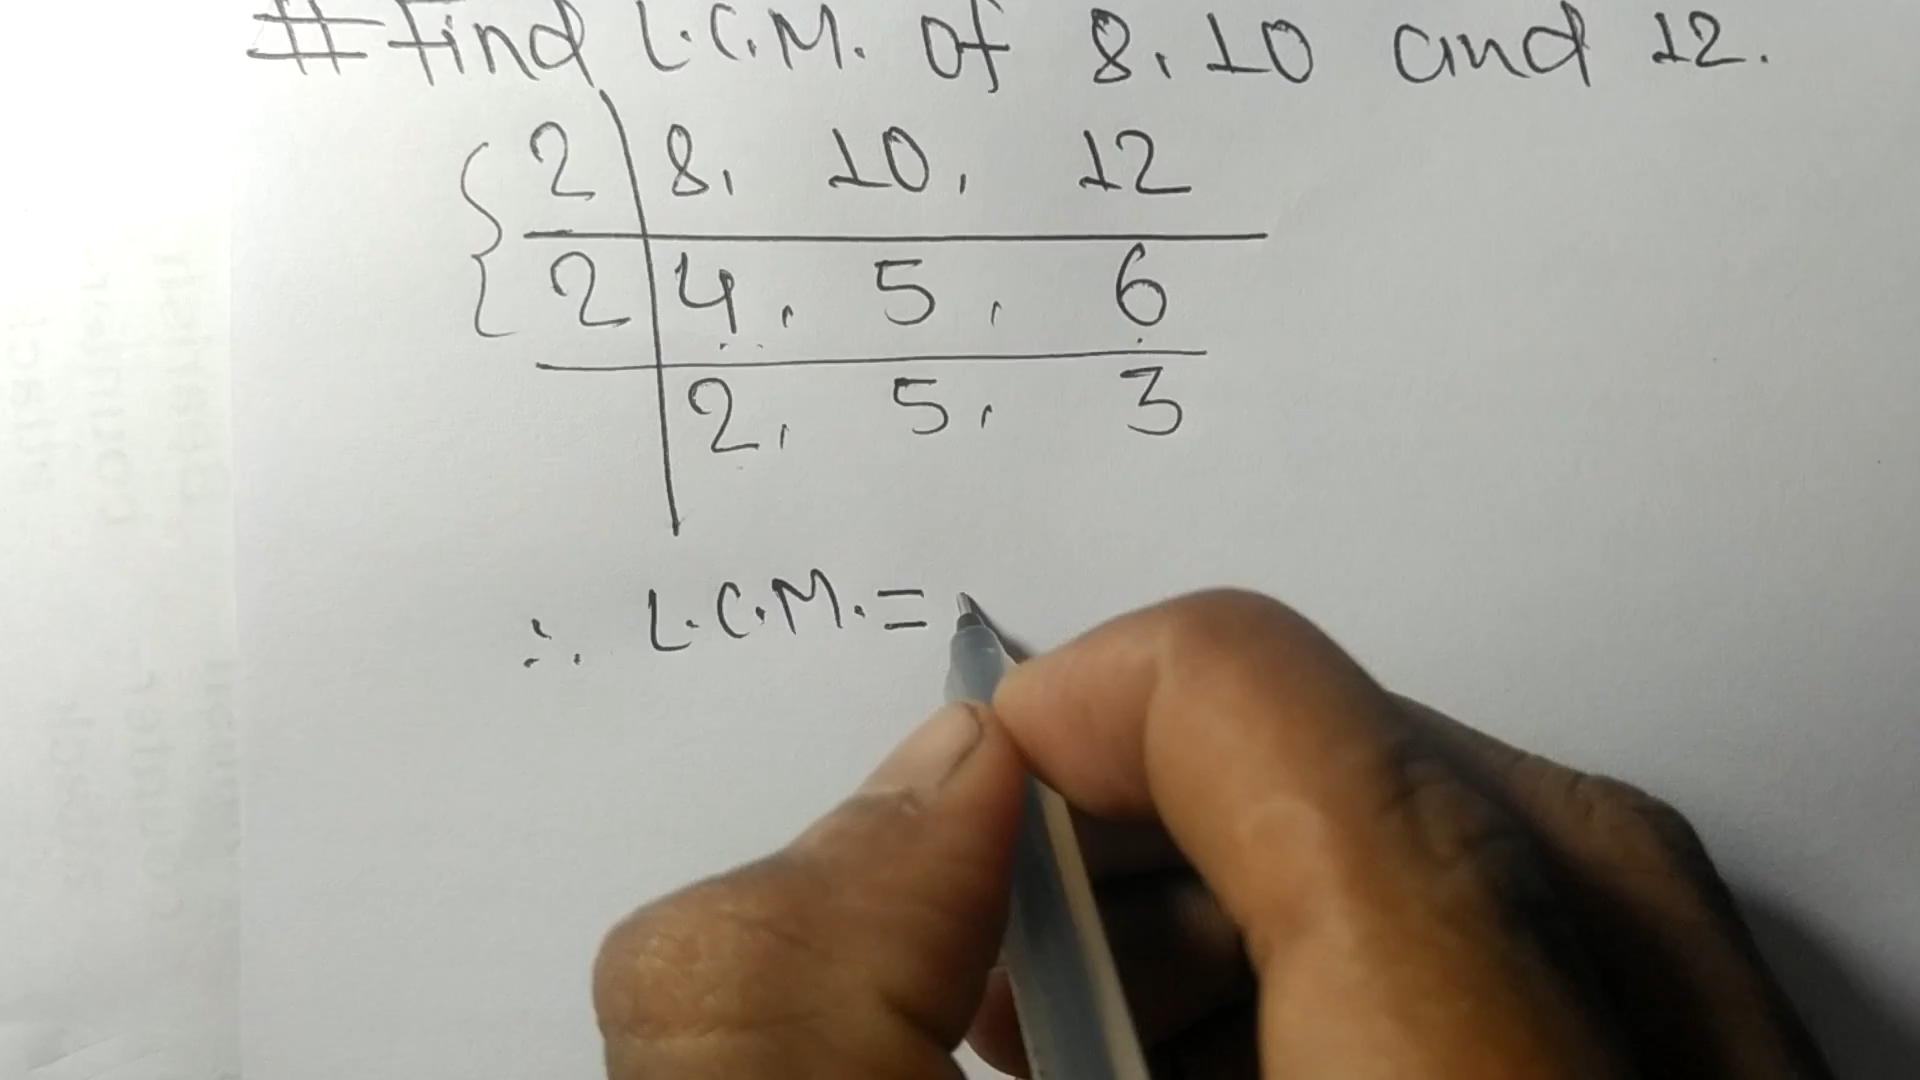 # Find L.C.M. of 8, 10 and 12.
2 | 8, 10, 12
2 | 4, 5, 6
2, 5, 3
∴ L.C.M. =